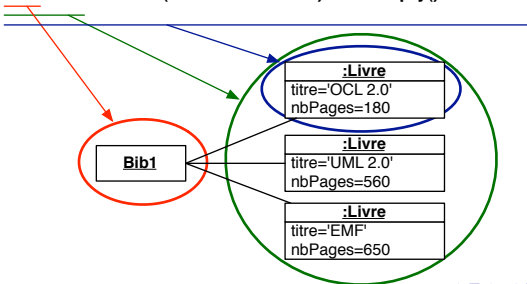 :Livre
titre='OCL 2.0'
nbPages=180
Bib1
:Livre
titre='UML 2.0'
nbPages=560
:Livre
titre='EMF'
nbPages=650